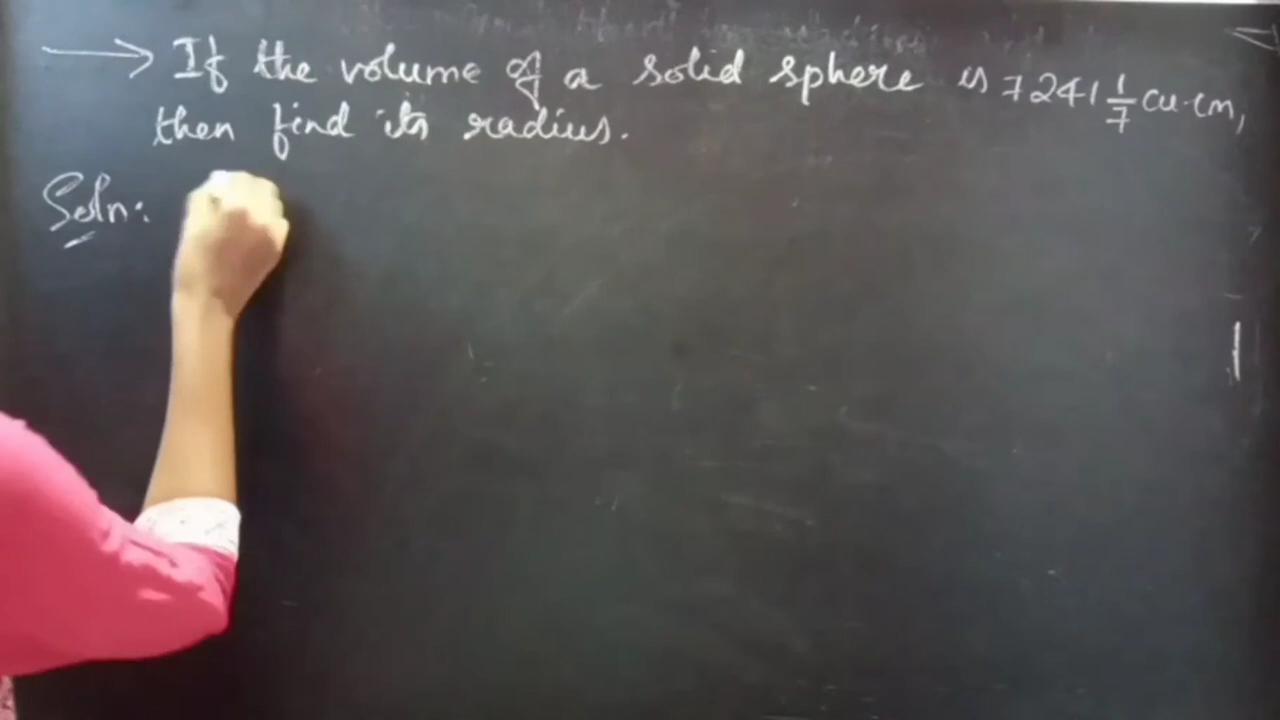 → If the volume of a solid sphere is 7241 1/7 cu.cm,
then find its radius.
Soln: